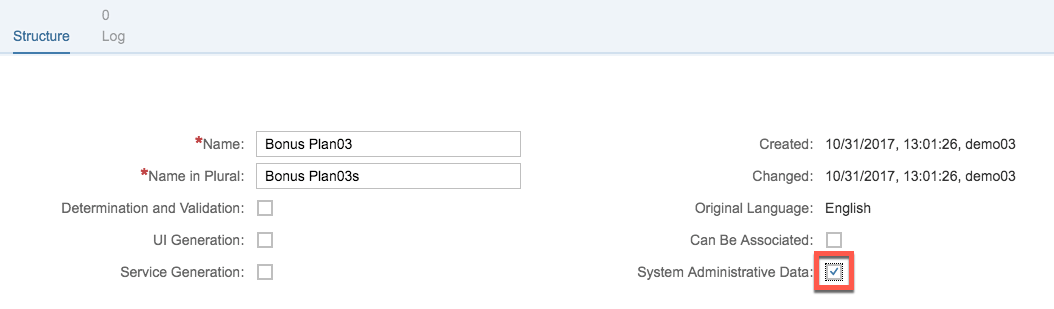 0
Structure Log
*Name: Bonus Plan03 Created: 10/31/2017, 13:01:26, demo03
*Name in Plural: Bonus Plan03s Changed: 10/31/2017, 13:01:26, demo03
Determination and Validation: Original Language: English
UI Generation: Can Be Associated:
Service Generation: System Administrative Data: